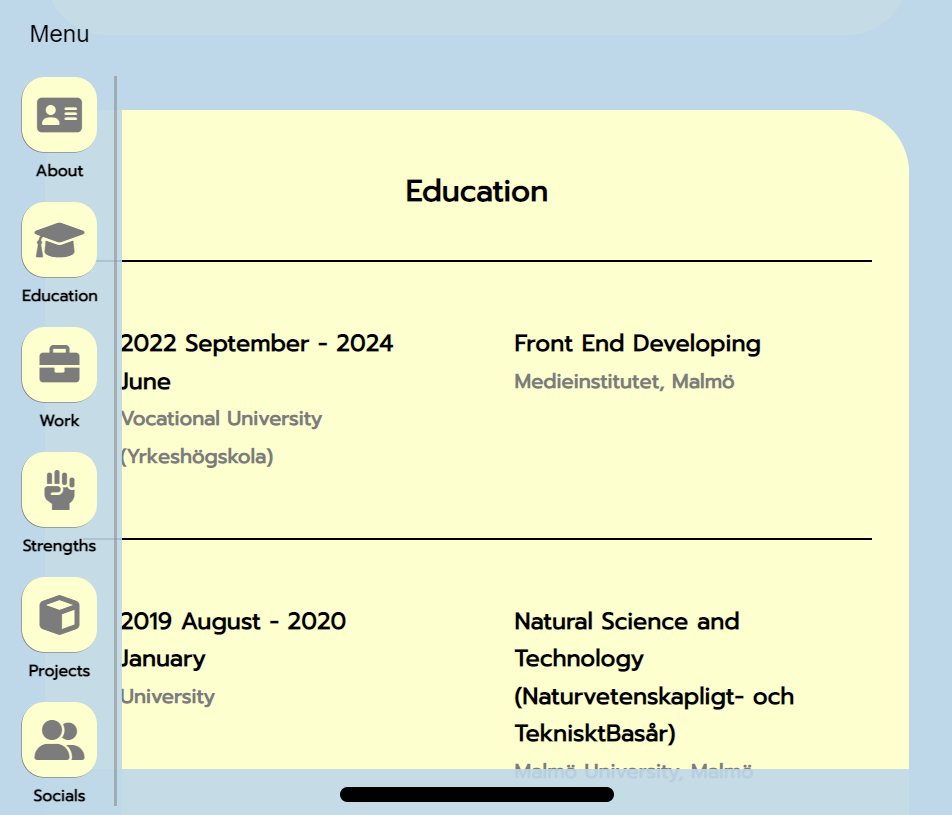 Menu
About
Education
Work
Strengths
Projects
Socials
Education
2022 September - 2024
June
Vocational University
(Yrkeshögskola)
Front End Developing
Medieinstitutet, Malmö
2019 August - 2020
January
University
Natural Science and
Technology
(Naturvetenskapligt- och
TeknisktBasår)
Malmö University, Malmö